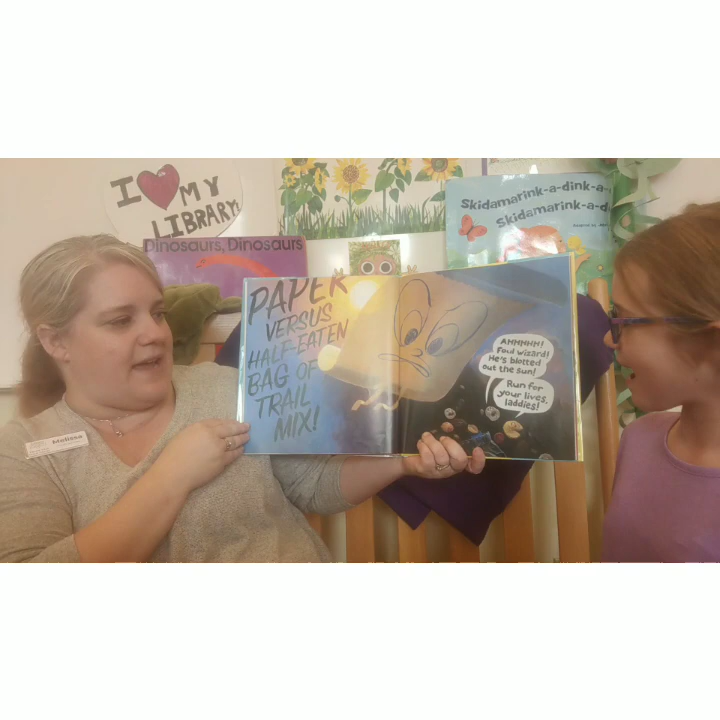 I ♥ MY
LIBRARY!
Dinosaurs, Dinosaurs
Skidamarink-a-dink-a-
Skidamarink-a-d
Melissa
PAPER
VERSUS
HALF-EATEN
BAG OF
TRAIL
MIX!
AHHHHH!
Foul wizard!
He's blotted
out the sun!
Run for
your lives,
laddies!